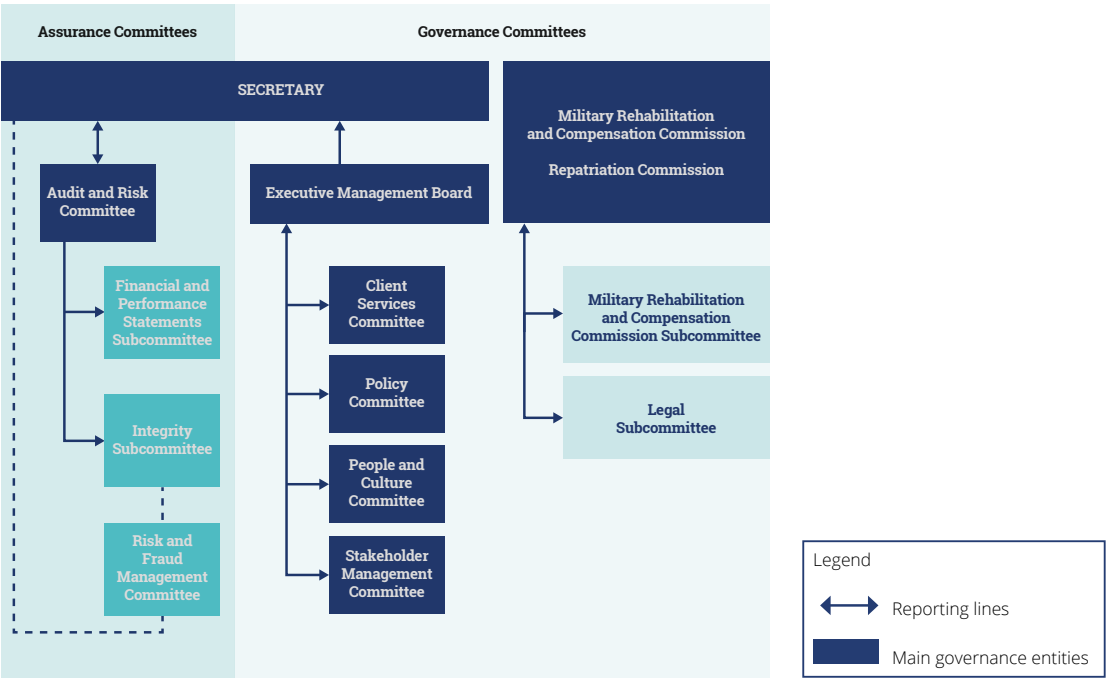 Assurance Committees
Governance Committees
SECRETARY
Military Rehabilitation
and Compensation Commission
Repatriation Commission
Audit and Risk
Committee
Executive Management Board
Financial and
Performance
Statements
Subcommittee
Integrity
Subcommittee
Risk and
Fraud
Management
Committee
Client
Services
Committee
Policy
Committee
People and
Culture
Committee
Stakeholder
Management
Committee
Military Rehabilitation
and Compensation
Commission Subcommittee
Legal
Subcommittee
Legend
Reporting lines
Main governance entities